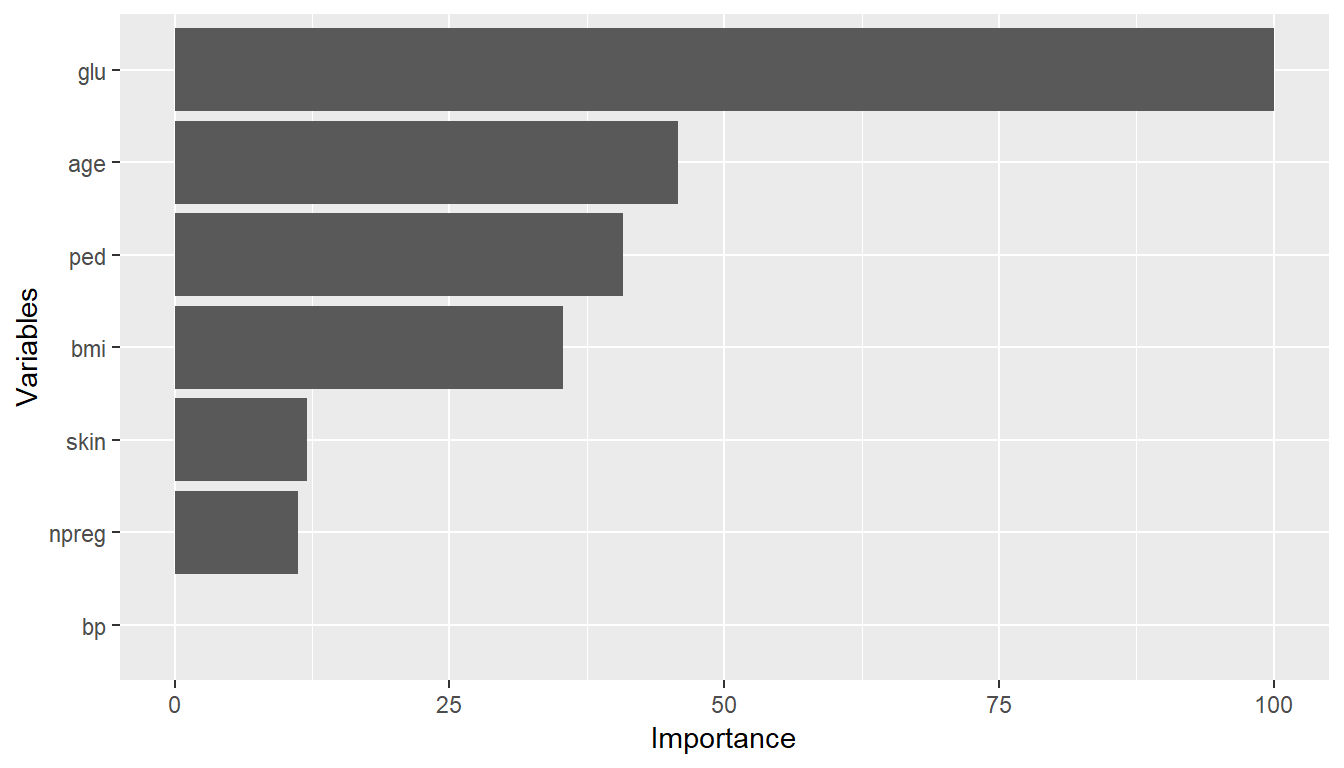 glu
age
ped
bmi
skin
npreg
bp
Variables
0 25 50 75 100
Importance